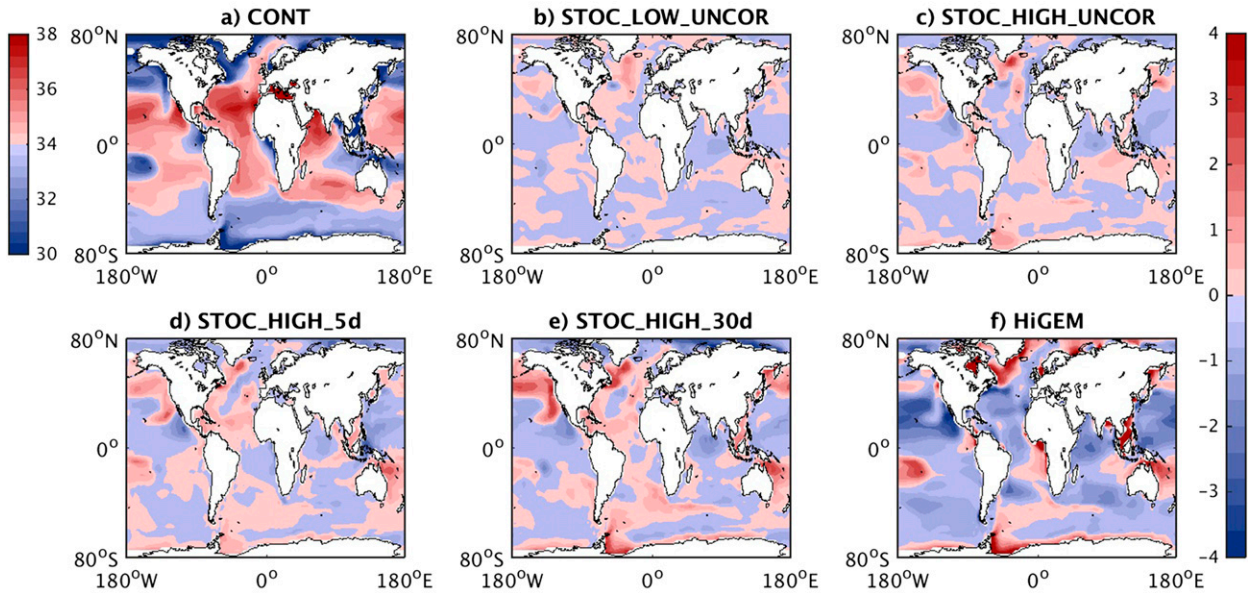 a) CONT
b) STOC_LOW_UNCOR
c) STOC_HIGH_UNCOR
38
36
34
32
30
80°N
0°
80°S
180°W
0°
180°E
80°N
0°
80°S
180°W
0°
180°E
80°N
0°
80°S
180°W
0°
180°E
4
3
2
1
0
−1
−2
−3
−4
d) STOC_HIGH_5d
e) STOC_HIGH_30d
f) HiGEM
80°N
0°
80°S
180°W
0°
180°E
80°N
0°
80°S
180°W
0°
180°E
80°N
0°
80°S
180°W
0°
180°E